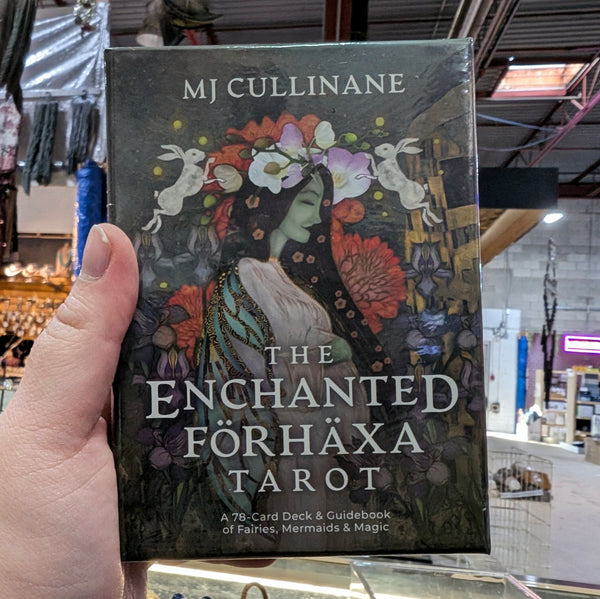 MJ CULLINANE
THE
ENCHANTED
FÖRHÄXA
TAROT
A 78-Card Deck & Guidebook
of Fairies, Mermaids & Magic